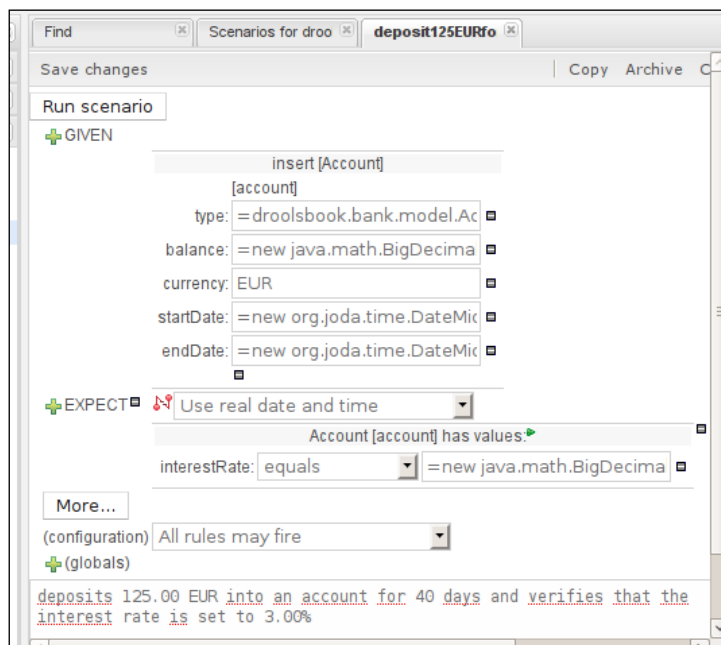 Find Scenarios for droo deposit125EURfo
Save changes Copy Archive C
Run scenario
GIVEN
insert [Account]
[account]
type: =droolsbook.bank.model.Ac
balance: =new java.math.BigDecima
currency: EUR
startDate: =new org.joda.time.DateMic
endDate: =new org.joda.time.DateMic
EXPECT Use real date and time
Account [account] has values:
interestRate: equals =new java.math.BigDecima
More...
(configuration) All rules may fire
(globals)
deposits 125.00 EUR into an account for 40 days and verifies that the
interest rate is set to 3.00%